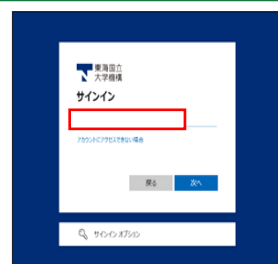 東海国立
大学機構
サインイン
アカウントにアクセスできない場合
戻る
次へ
サインイン オプション